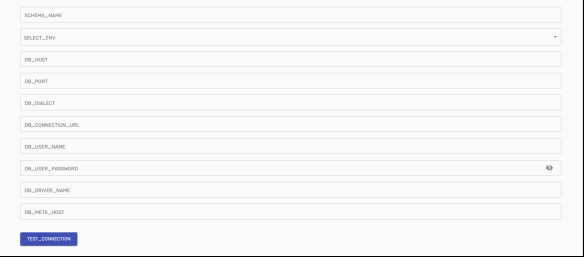 SCHEMA_NAME
SELECT_ENV
DB_HOST
DB_PORT
DB_DIALECT
DB_CONNECTION_URL
DB_USER_NAME
DB_USER_PASSWORD
DB_DRIVER_NAME
DB_META_HOST
TEST_CONNECTION